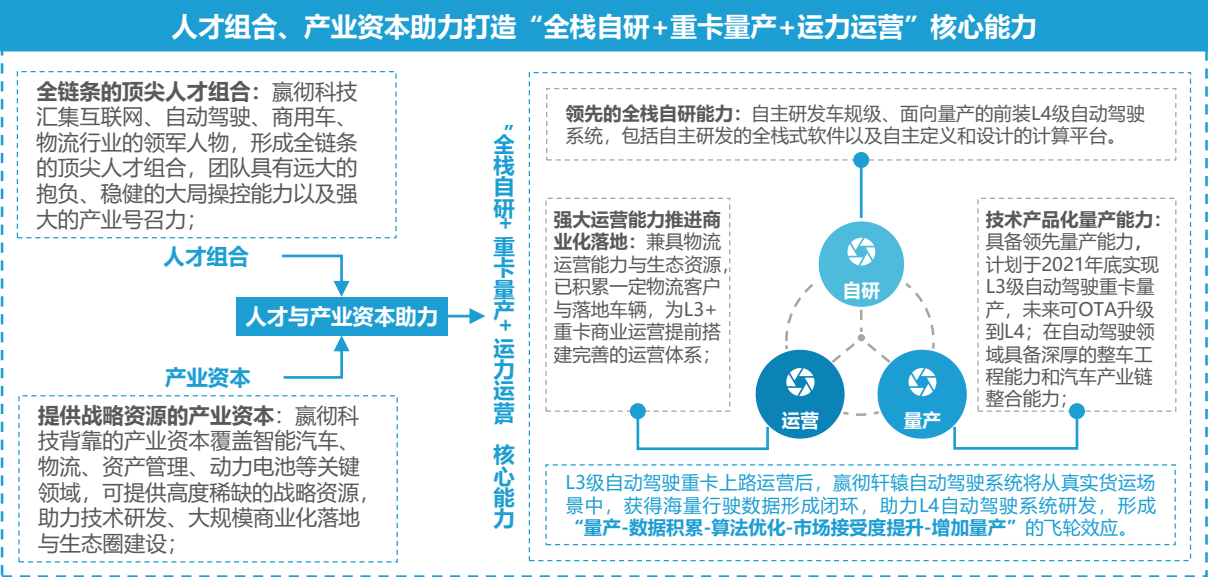 人才组合、产业资本助力打造“全栈自研+重卡量产+运力运营”核心能力
全链条的顶尖人才组合：嬴彻科技
汇集互联网、自动驾驶、商用车、
物流行业的领军人物，形成全链条
的顶尖人才组合，团队具有远大的
抱负、稳健的大局操控能力以及强
大的产业号召力；
人才组合
人才与产业资本助力
产业资本
提供战略资源的产业资本：嬴彻科
技背靠的产业资本覆盖智能汽车、
物流、资产管理、动力电池等关键
领域，可提供高度稀缺的战略资源，
助力技术研发、大规模商业化落地
与生态圈建设；
“全栈自研+重卡量产+运力运营”核心能力
领先的全栈自研能力：自主研发车规级、面向量产的前装L4级自动驾驶
系统，包括自主研发的全栈式软件以及自主定义和设计的计算平台。
强大运营能力推进商
业化落地：兼具物流
运营能力与生态资源，
已积累一定物流客户
与落地车辆，为L3+
重卡商业运营提前搭
建完善的运营体系；
自研
运营
量产
技术产品化量产能力：
具备领先量产能力，
计划于2021年底实现
L3级自动驾驶重卡量
产，未来可OTA升级
到L4；在自动驾驶领
域具备深厚的整车工
程能力和汽车产业链
整合能力；
L3级自动驾驶重卡上路运营后，嬴彻轩辕自动驾驶系统将从真实货运场
景中，获得海量行驶数据形成闭环，助力L4自动驾驶系统研发，形成
“量产-数据积累-算法优化-市场接受度提升-增加量产”的飞轮效应。